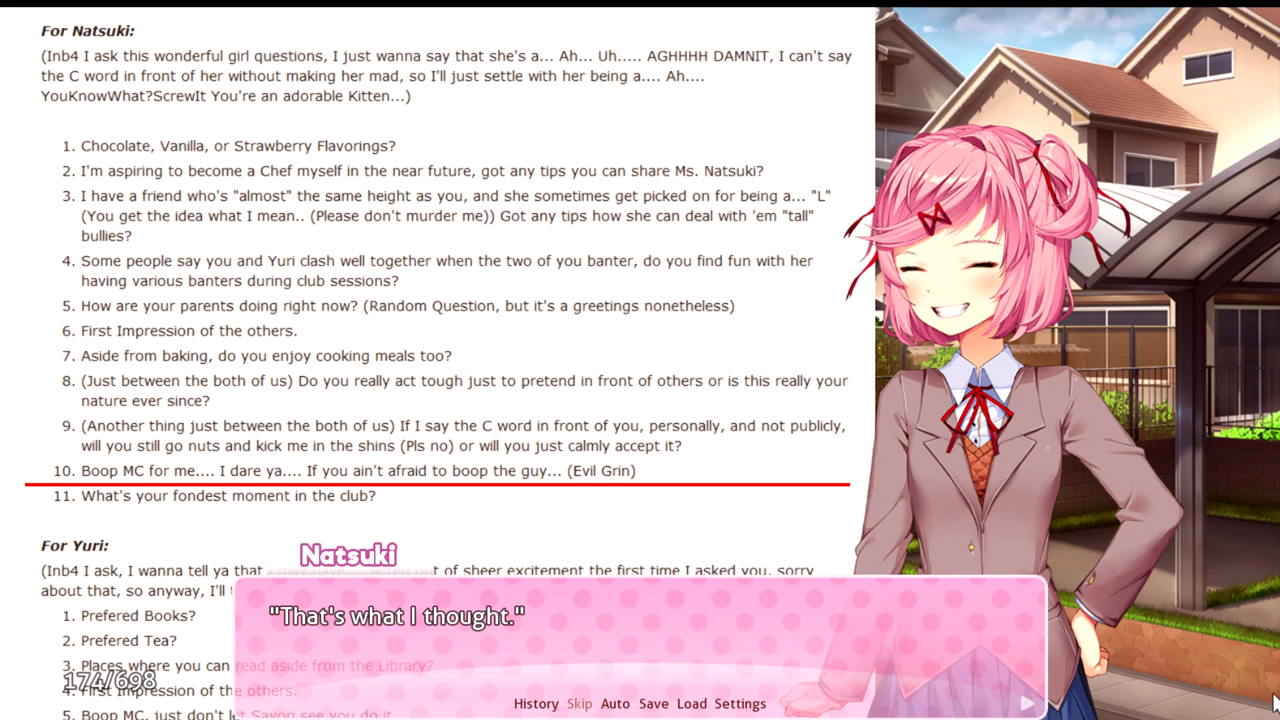 For Natsuki:
(Inb4 I ask this wonderful girl questions, I just wanna say that she's a... Ah... Uh..... AGHHHH DAMNIT, I can't say
the C word in front of her without making her mad, so I'll just settle with her being a.... Ah....
YouKnowWhat?ScrewIt You're an adorable Kitten...)
1. Chocolate, Vanilla, or Strawberry Flavorings?
2. I'm aspiring to become a Chef myself in the near future, got any tips you can share Ms. Natsuki?
3. I have a friend who's "almost" the same height as you, and she sometimes get picked on for being a... "L"
(You get the idea what I mean.. (Please don't murder me)) Got any tips how she can deal with 'em "tall"
bullies?
4. Some people say you and Yuri clash well together when the two of you banter, do you find fun with her
having various banters during club sessions?
5. How are your parents doing right now? (Random Question, but it's a greetings nonetheless)
6. First Impression of the others.
7. Aside from baking, do you enjoy cooking meals too?
8. (Just between the both of us) Do you really act tough just to pretend in front of others or is this really your
nature ever since?
9. (Another thing just between the both of us) If I say the C word in front of you, personally, and not publicly,
will you still go nuts and kick me in the shins (Pls no) or will you just calmly accept it?
10. Boop MC for me.... I dare ya.... If you ain't afraid to boop the guy... (Evil Grin)
11. What's your fondest moment in the club?
For Yuri:
(Inb4 I ask, I wanna tell ya that I may have of sheer excitement the first time I asked you, sorry
about that, so anyway, I'll
Natsuki
"That's what I thought."
1. Prefered Books?
2. Prefered Tea?
3. Places where you can read aside from the Library?
174/698
4. First Impression of the others.
5. Boop MC, just don't let Sayori see you do it
History Skip Auto Save Load Settings